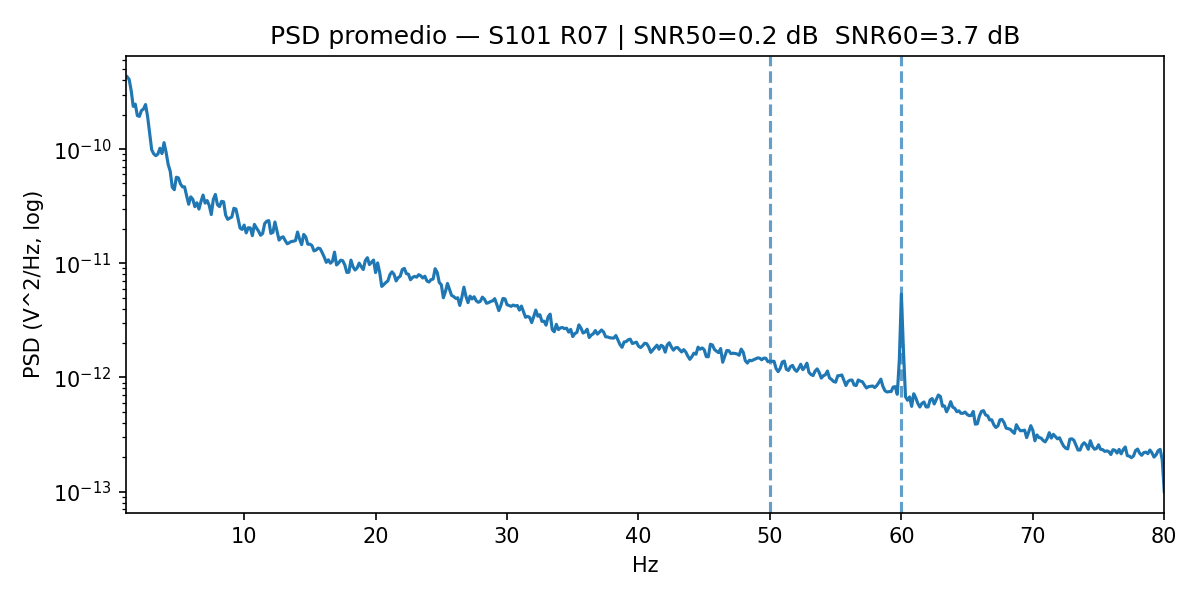 PSD promedio — S101 R07 | SNR50=0.2 dB  SNR60=3.7 dB
PSD (V^2/Hz, log)
10⁻¹⁰
10⁻¹¹
10⁻¹²
10⁻¹³
10 20 30 40 50 60 70 80
Hz